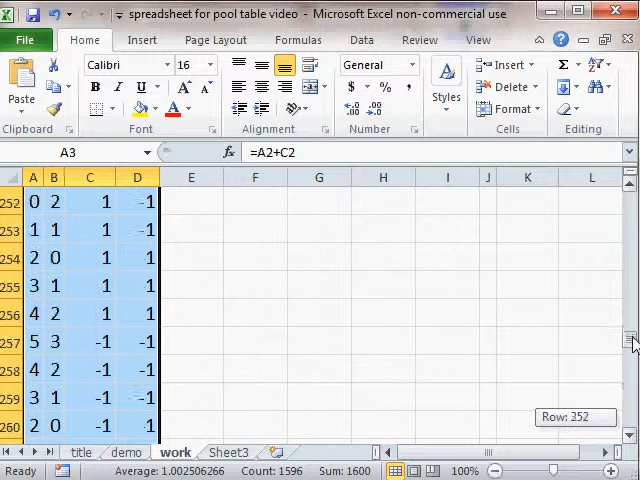 spreadsheet for pool table video - Microsoft Excel non-commercial use
File Home Insert Page Layout Formulas Data Review View
Calibri 16 General Insert Σ
Paste B I U A A $ % , Styles Delete
Format
Clipboard Font Number Cells Editing
A3 fx =A2+C2
A B C D E F G H I J K L
252 0 2 1 -1
253 1 1 1 -1
254 2 0 1 1
255 3 1 1 1
256 4 2 1 1
257 5 3 -1 -1
258 4 2 -1 -1
259 3 1 -1 -1
260 2 0 -1 1
Row: 352
title demo work Sheet3
Ready Average: 1.002506266 Count: 1596 Sum: 1600 100%